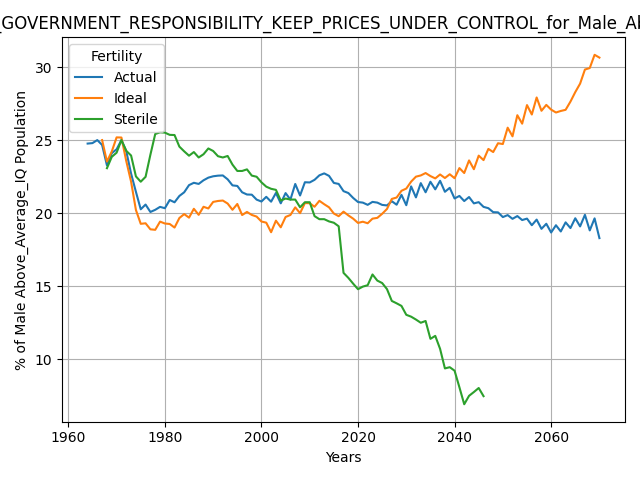 _GOVERNMENT_RESPONSIBILITY_KEEP_PRICES_UNDER_CONTROL_for_Male_Ab
Fertility
Actual
Ideal
Sterile
% of Male Above_Average_IQ Population
30
25
20
15
10
1960 1980 2000 2020 2040 2060
Years